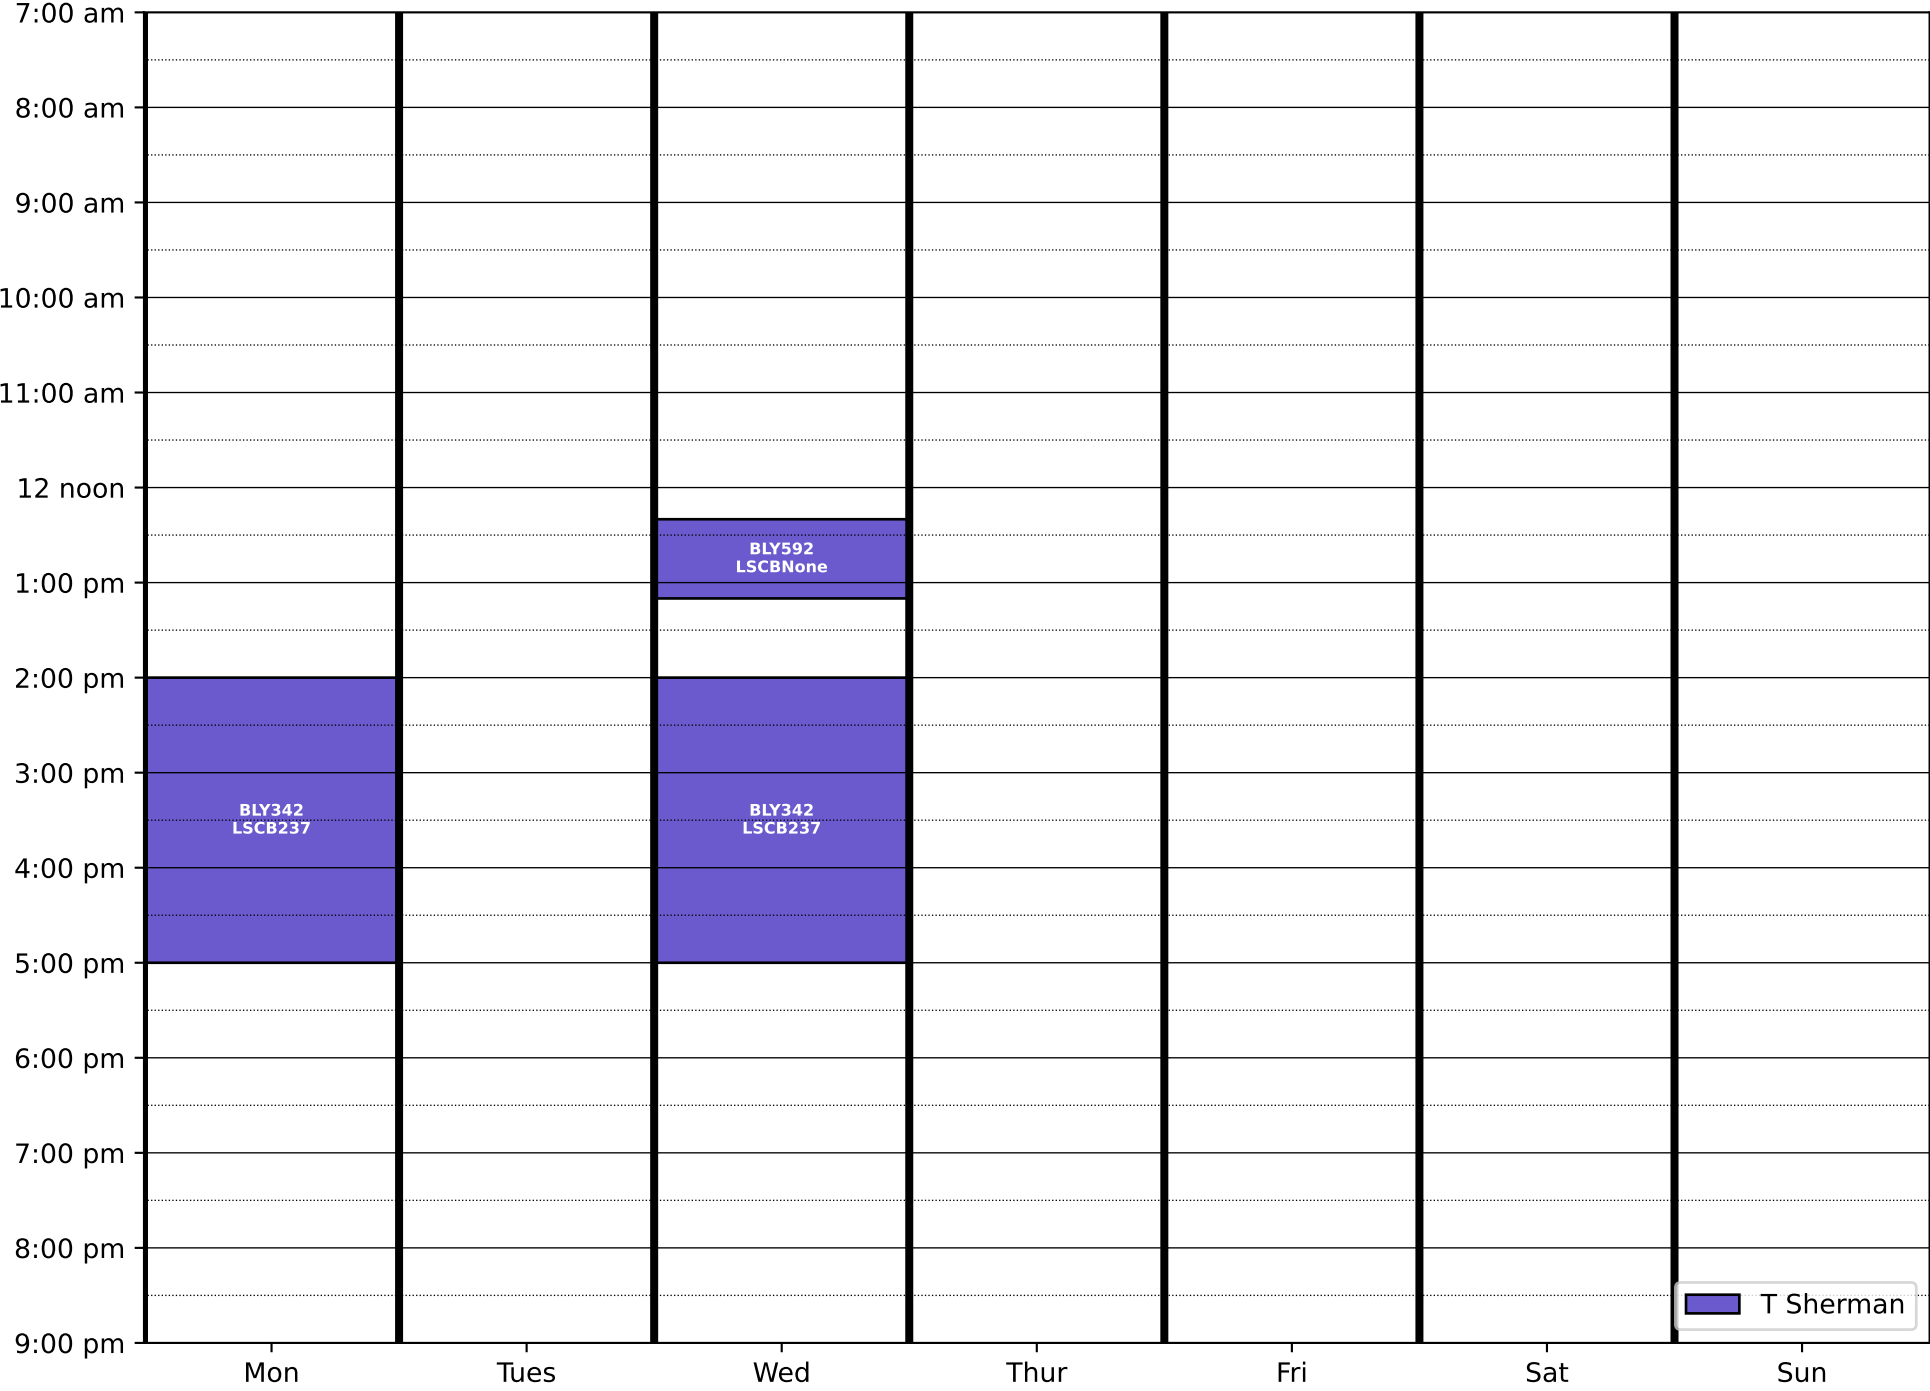 7:00 am
8:00 am
9:00 am
10:00 am
11:00 am
12 noon
BLY592
LSCBNone
1:00 pm
2:00 pm
3:00 pm
BLY342
LSCB237
BLY342
LSCB237
4:00 pm
5:00 pm
6:00 pm
7:00 pm
8:00 pm
T Sherman
9:00 pm
Mon Tues Wed Thur Fri Sat Sun